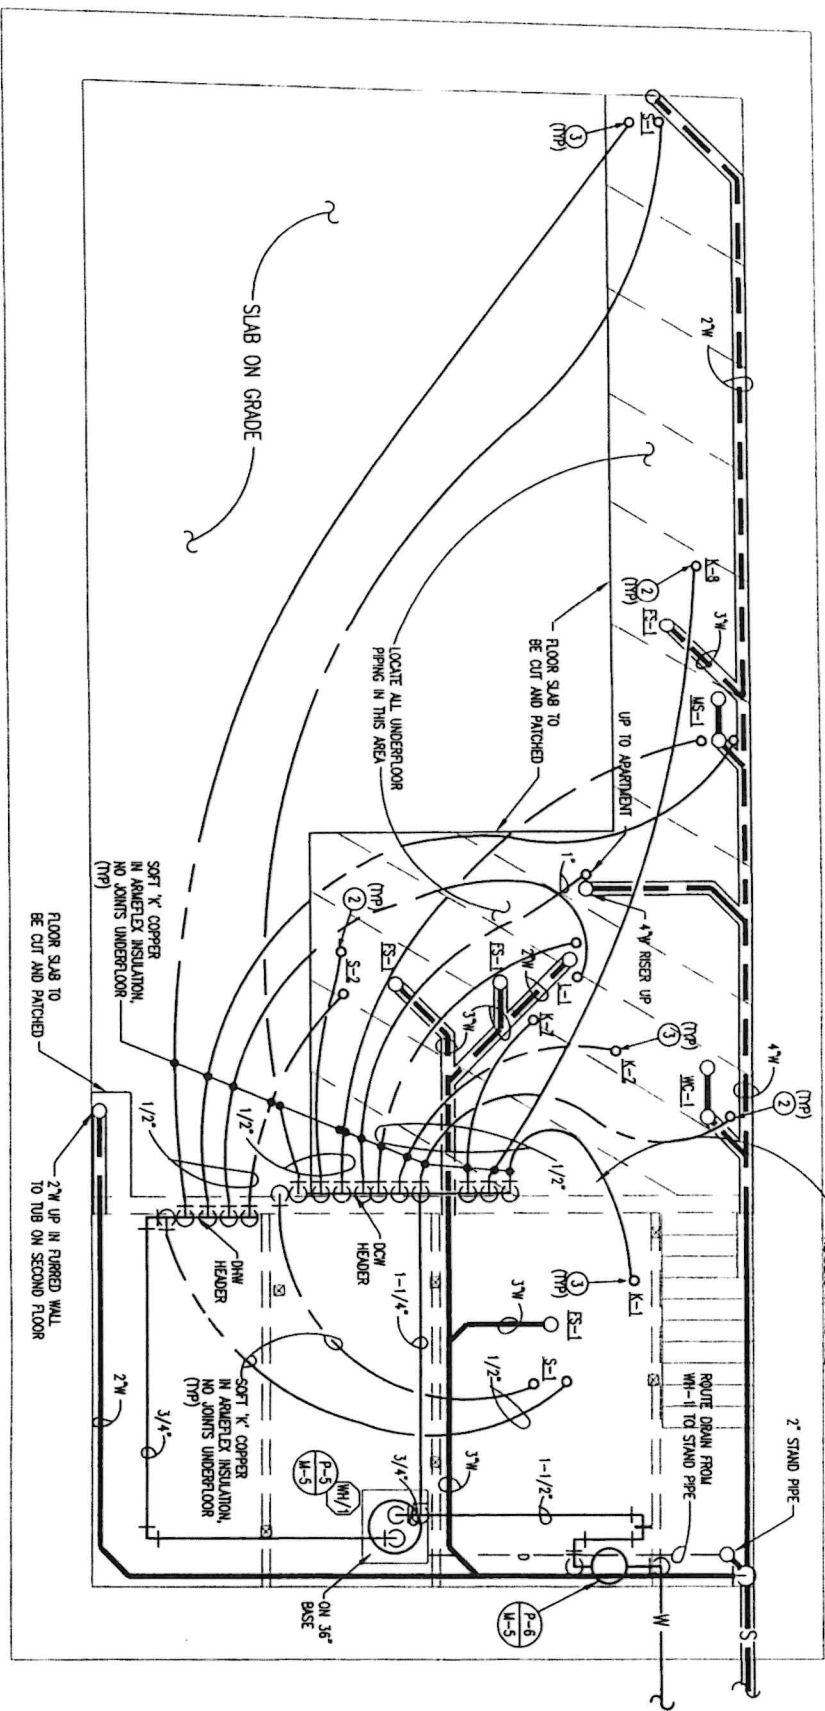 S-1
3
(TYP)
2"W
SLAB ON GRADE
K-8
2
(TYP)
FS-1
3"W
MS-1
FLOOR SLAB TO
BE CUT AND PATCHED
LOCATE ALL UNDERFLOOR
PIPING IN THIS AREA
UP TO APARTMENT
1"
4"W RISER UP
2
(TYP)
S-2
FS-1
FS-1
2"W
L-1
3"W
3"W
K-7
3
(TYP)
K-2
WC-1
4"W
2
(TYP)
SOFT 'K' COPPER
IN ARMEFLEX INSULATION,
NO JOINTS UNDERFLOOR
(TYP)
FLOOR SLAB TO
BE CUT AND PATCHED
1/2"
1/2"
1/2"
2"W UP IN FURRED WALL
TO TUB ON SECOND FLOOR
DHW
HEADER
DCW
HEADER
1-1/4"
3"W
FS-1
3
(TYP)
K-1
S-1
1/2"
2"W
3/4"
SOFT 'K' COPPER
IN ARMEFLEX INSULATION,
NO JOINTS UNDERFLOOR
(TYP)
P-5
M-5
WH/1
3/4"
3"W
1-1/2"
ROUTE DRAIN FROM
WH-1 TO STAND PIPE
2" STAND PIPE
ON 36"
BASE
D
P-6
M-5
W
S